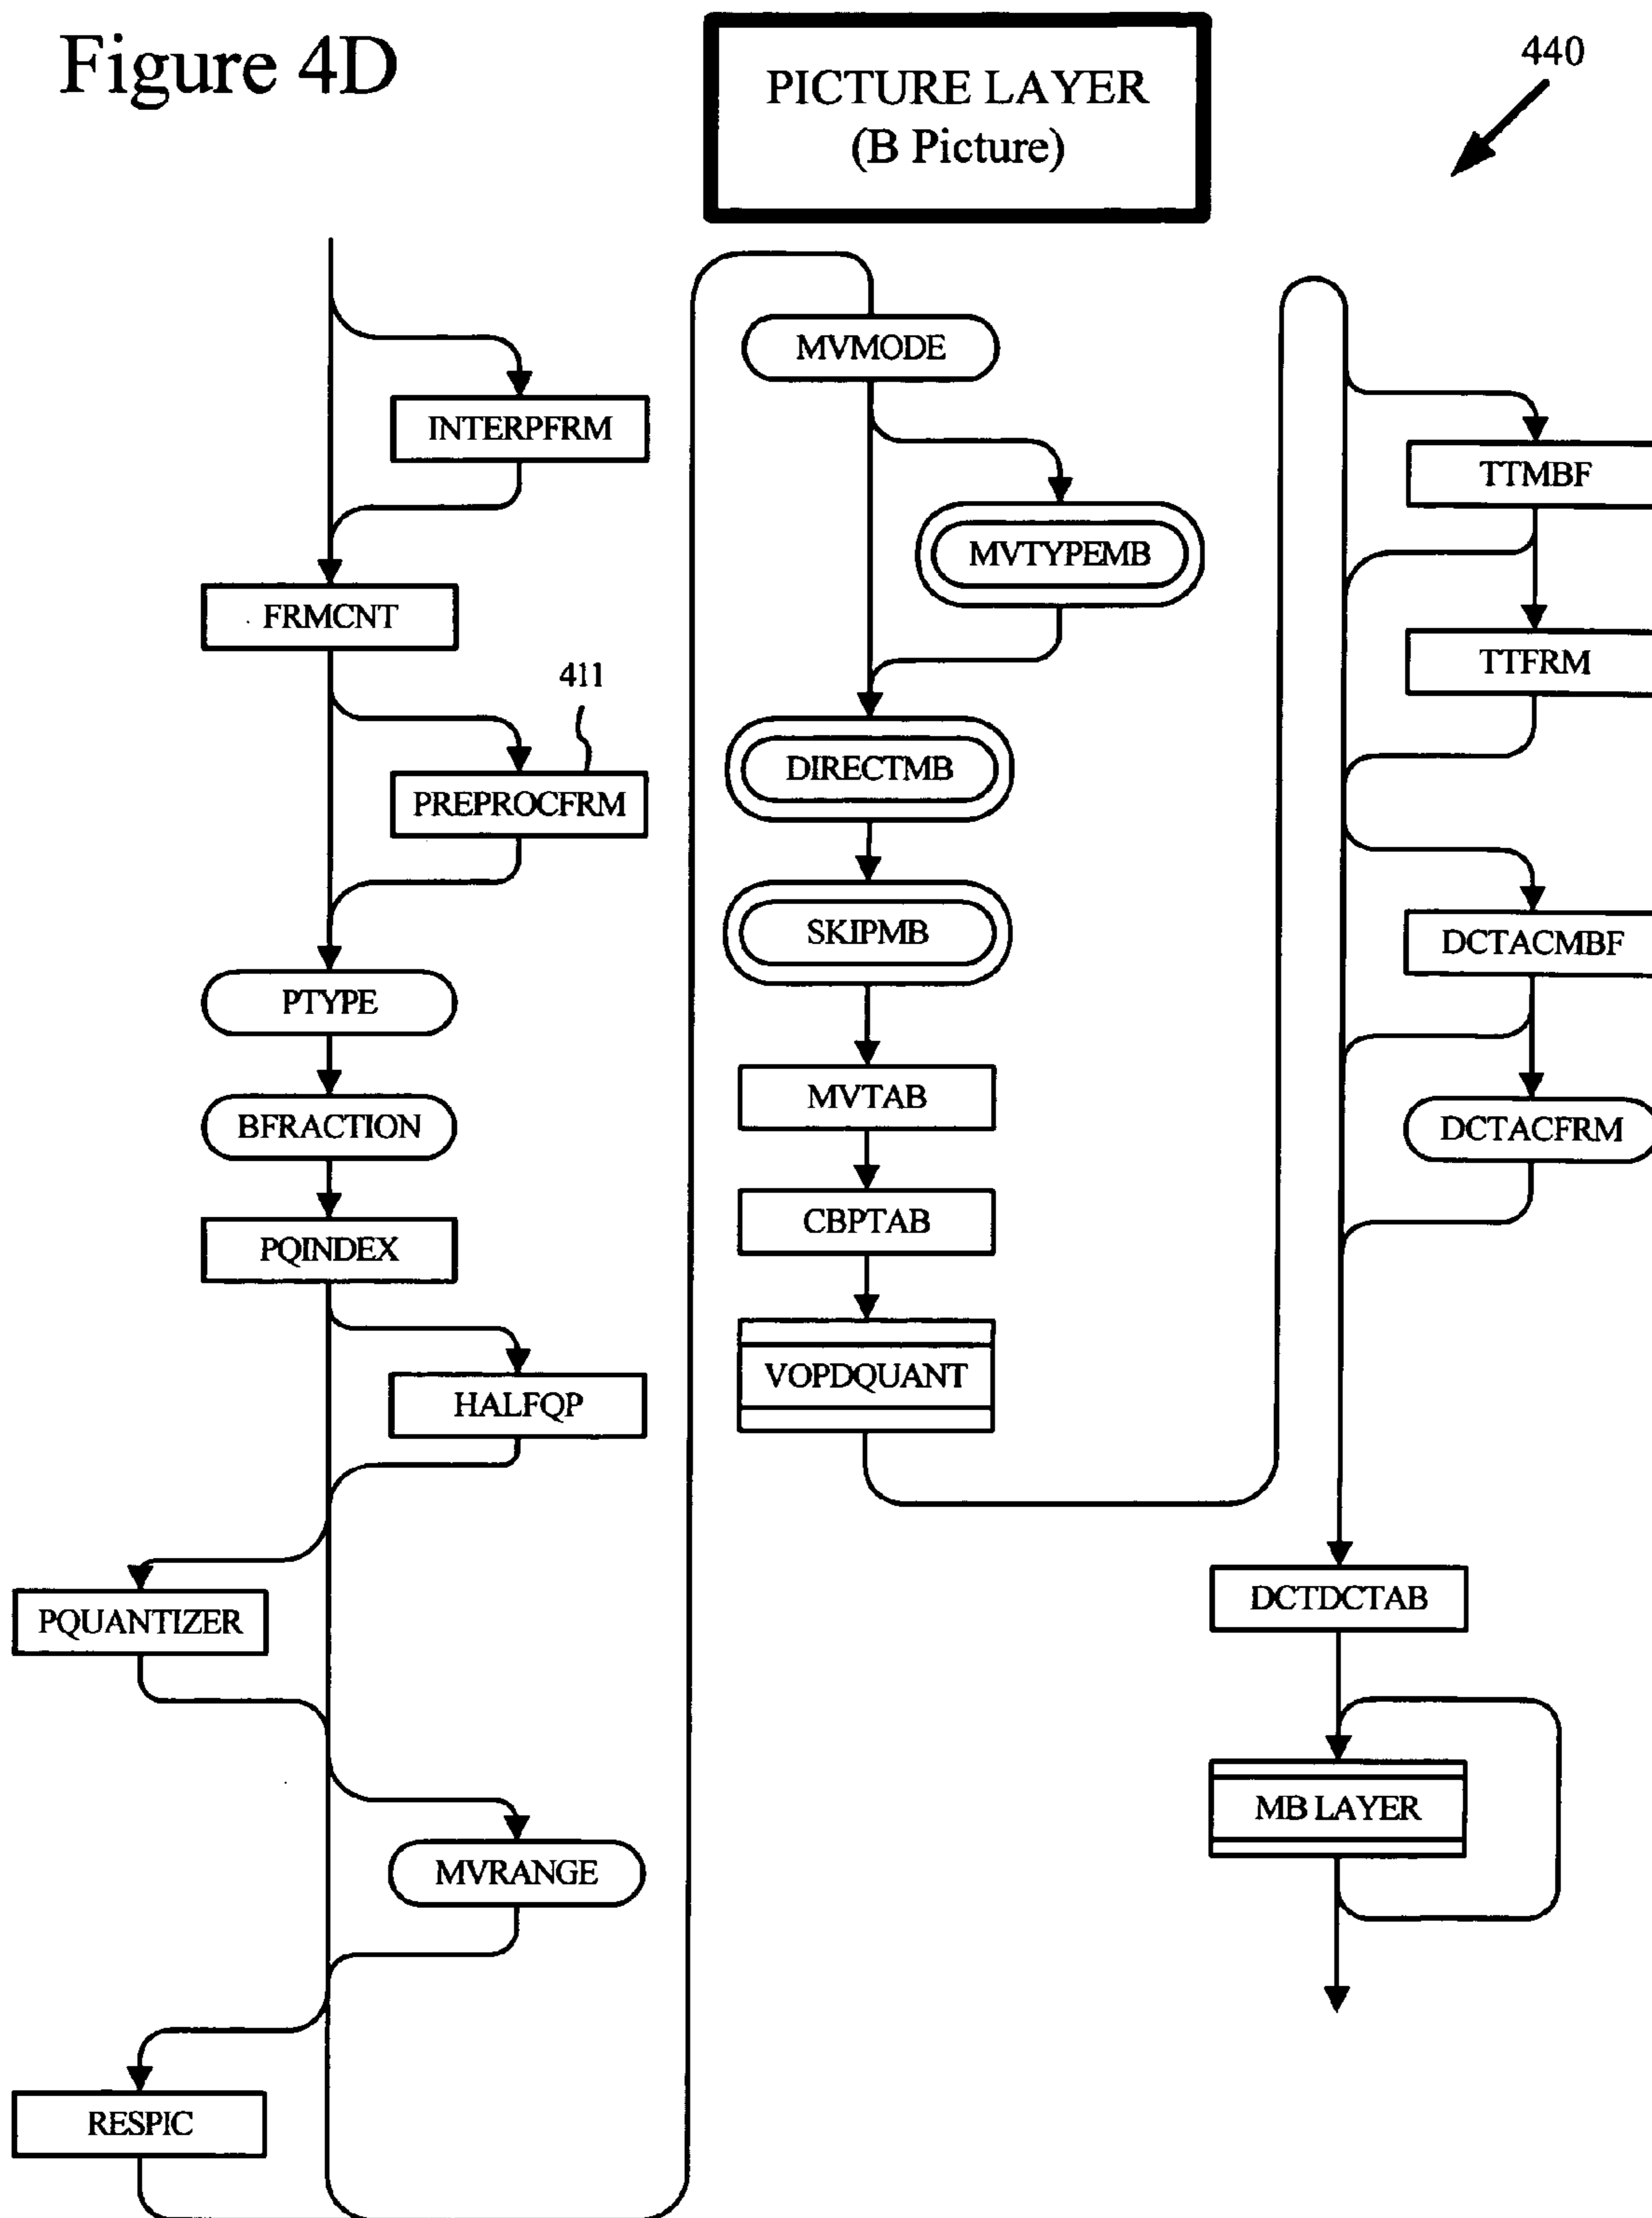 Figure 4D
PICTURE LAYER
(B Picture)
440
INTERPFRM
FRMCNT
411
PREPROCFRM
PTYPE
BFRACTION
PQINDEX
HALFQP
PQUANTIZER
MVRANGE
RESPIC
MVMODE
MVTYPEMB
DIRECTMB
SKIPMB
MVTAB
CBPTAB
VOPDQUANT
TTMBF
TTFRM
DCTACMBF
DCTACFRM
DCTDCTAB
MB LAYER